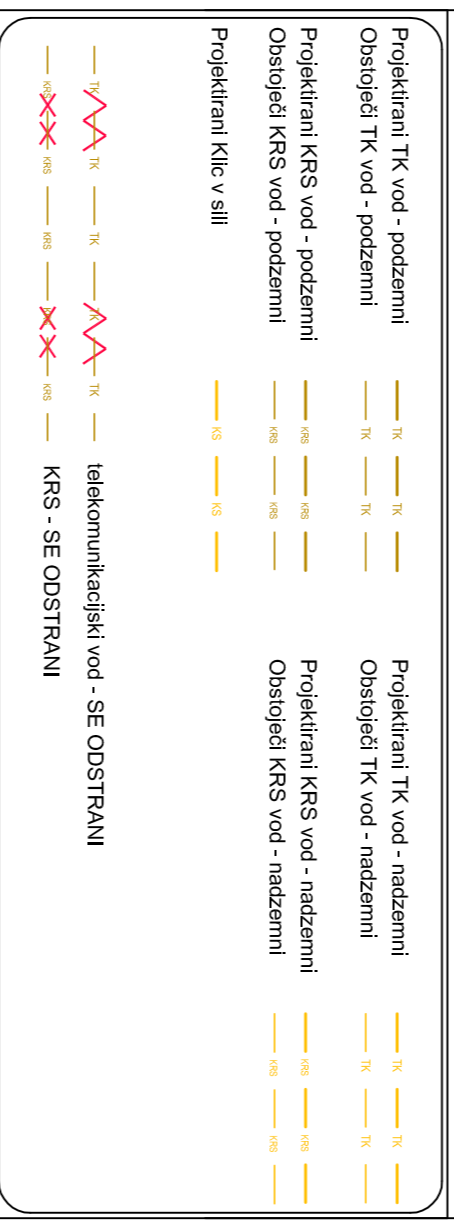 Projektirani TK vod - podzemni TK TK
Obstoječi TK vod - podzemni TK TK
Projektirani KRS vod - podzemni KRS KRS
Obstoječi KRS vod - podzemni KRS KRS
Projektirani Klic v sili KS KS
Projektirani TK vod - nadzemni TK TK
Obstoječi TK vod - nadzemni TK TK
Projektirani KRS vod - nadzemni KRS KRS
Obstoječi KRS vod - nadzemni KRS KRS
TK TK TK TK TK telekomunikacijski vod - SE ODSTRANI
KRS KRS KRS KRS KRS KRS - SE ODSTRANI